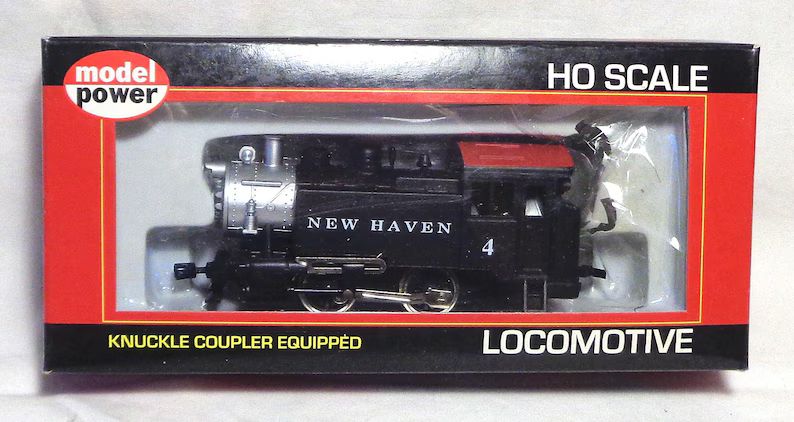 model
power
HO SCALE
NEW HAVEN
4
KNUCKLE COUPLER EQUIPPED
LOCOMOTIVE